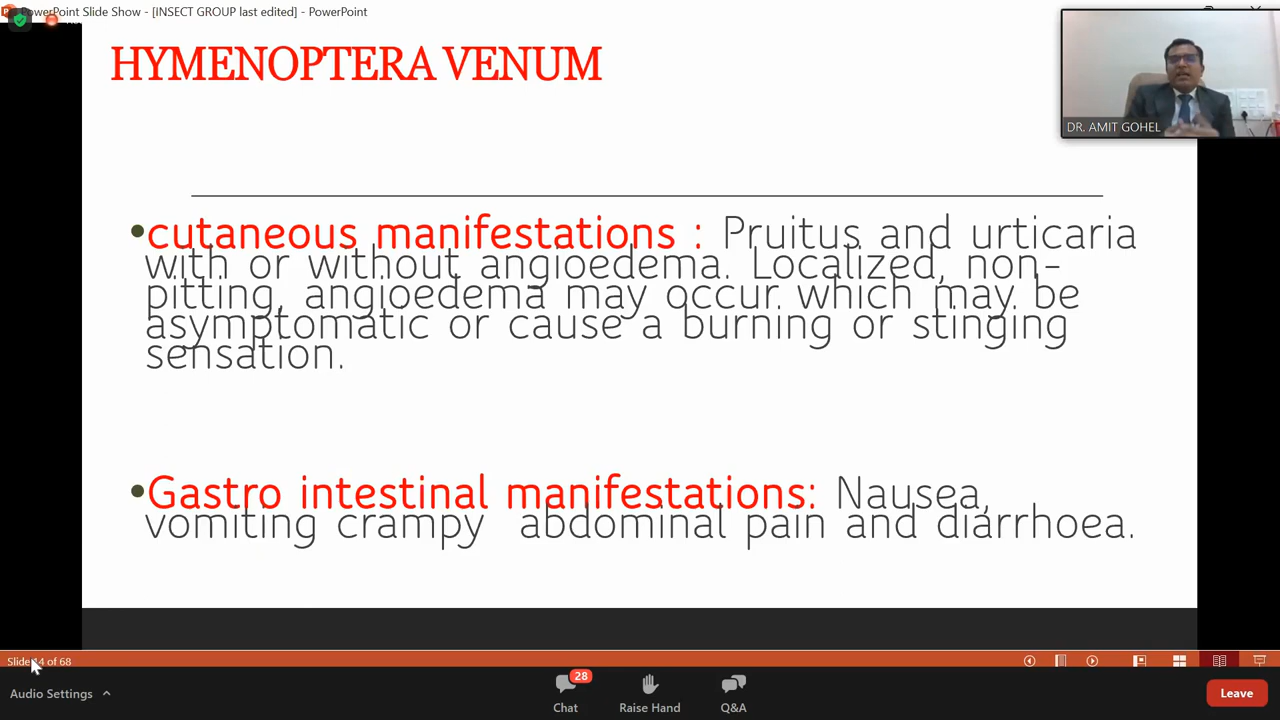 PowerPoint Slide Show - [INSECT GROUP last edited] - PowerPoint
HYMENOPTERA VENUM
DR. AMIT GOHEL
•cutaneous manifestations : Pruitus and urticaria
with or without angioedema. Localized, non-
pitting, angioedema may occur which may be
asymptomatic or cause a burning or stinging
sensation.
•Gastro intestinal manifestations: Nausea,
vomiting crampy abdominal pain and diarrhoea.
Slide 14 of 68
Audio Settings
28
Chat
Raise Hand
Q&A
Leave